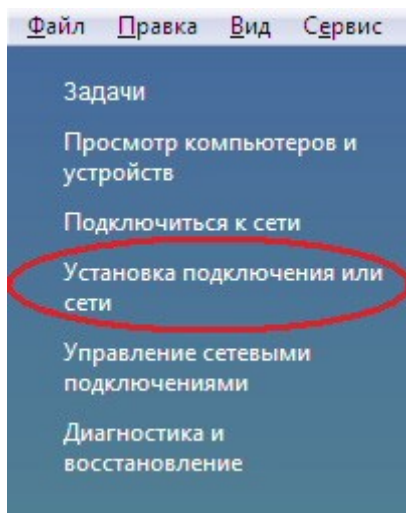 Файл Правка Вид Сервис
Задачи
Просмотр компьютеров и
устройств
Подключиться к сети
Установка подключения или
сети
Управление сетевыми
подключениями
Диагностика и
восстановление